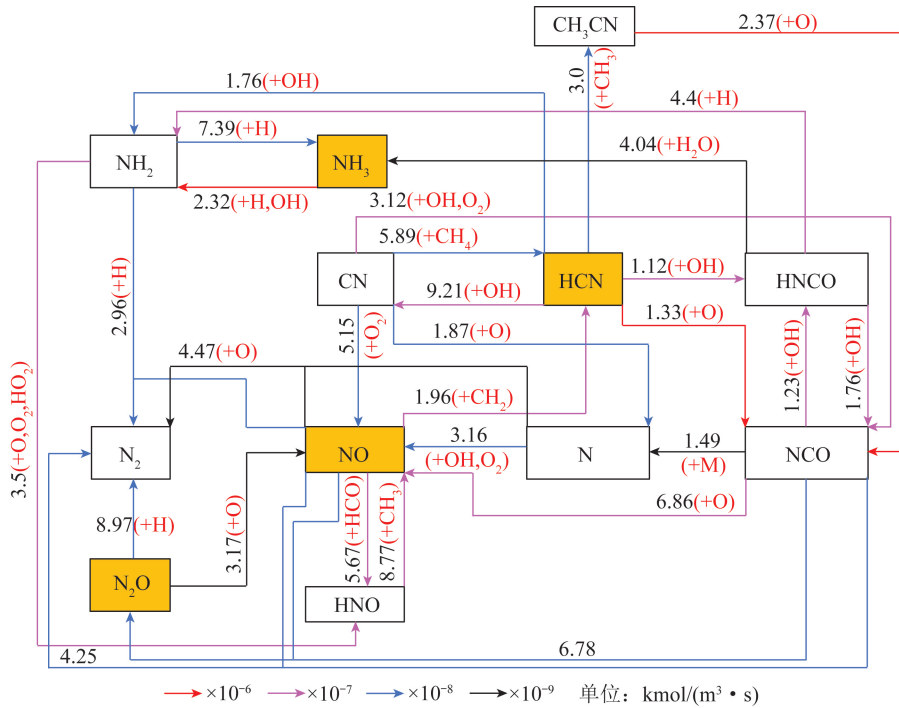 CH₃CN
2.37(+O)
1.76(+OH)
3.0
(+CH₃)
4.4(+H)
7.39(+H)
4.04(+H₂O)
NH₂
NH₃
2.32(+H,OH)
3.12(+OH,O₂)
5.89(+CH₄)
CN
HCN
1.12(+OH)
HNCO
2.96(+H)
9.21(+OH)
5.15
(+O₂)
1.87(+O)
1.33(+O)
4.47(+O)
1.23(+OH)
1.76(+OH)
3.5(+O,O₂,HO₂)
1.96(+CH₂)
N₂
NO
3.16
(+OH,O₂)
N
1.49
(+M)
NCO
6.86(+O)
8.97(+H)
3.17(+O)
5.67(+HCO)
8.77(+CH₃)
N₂O
HNO
4.25
6.78
×10⁻⁶ ×10⁻⁷ ×10⁻⁸ ×10⁻⁹ 单位：kmol/(m³·s)